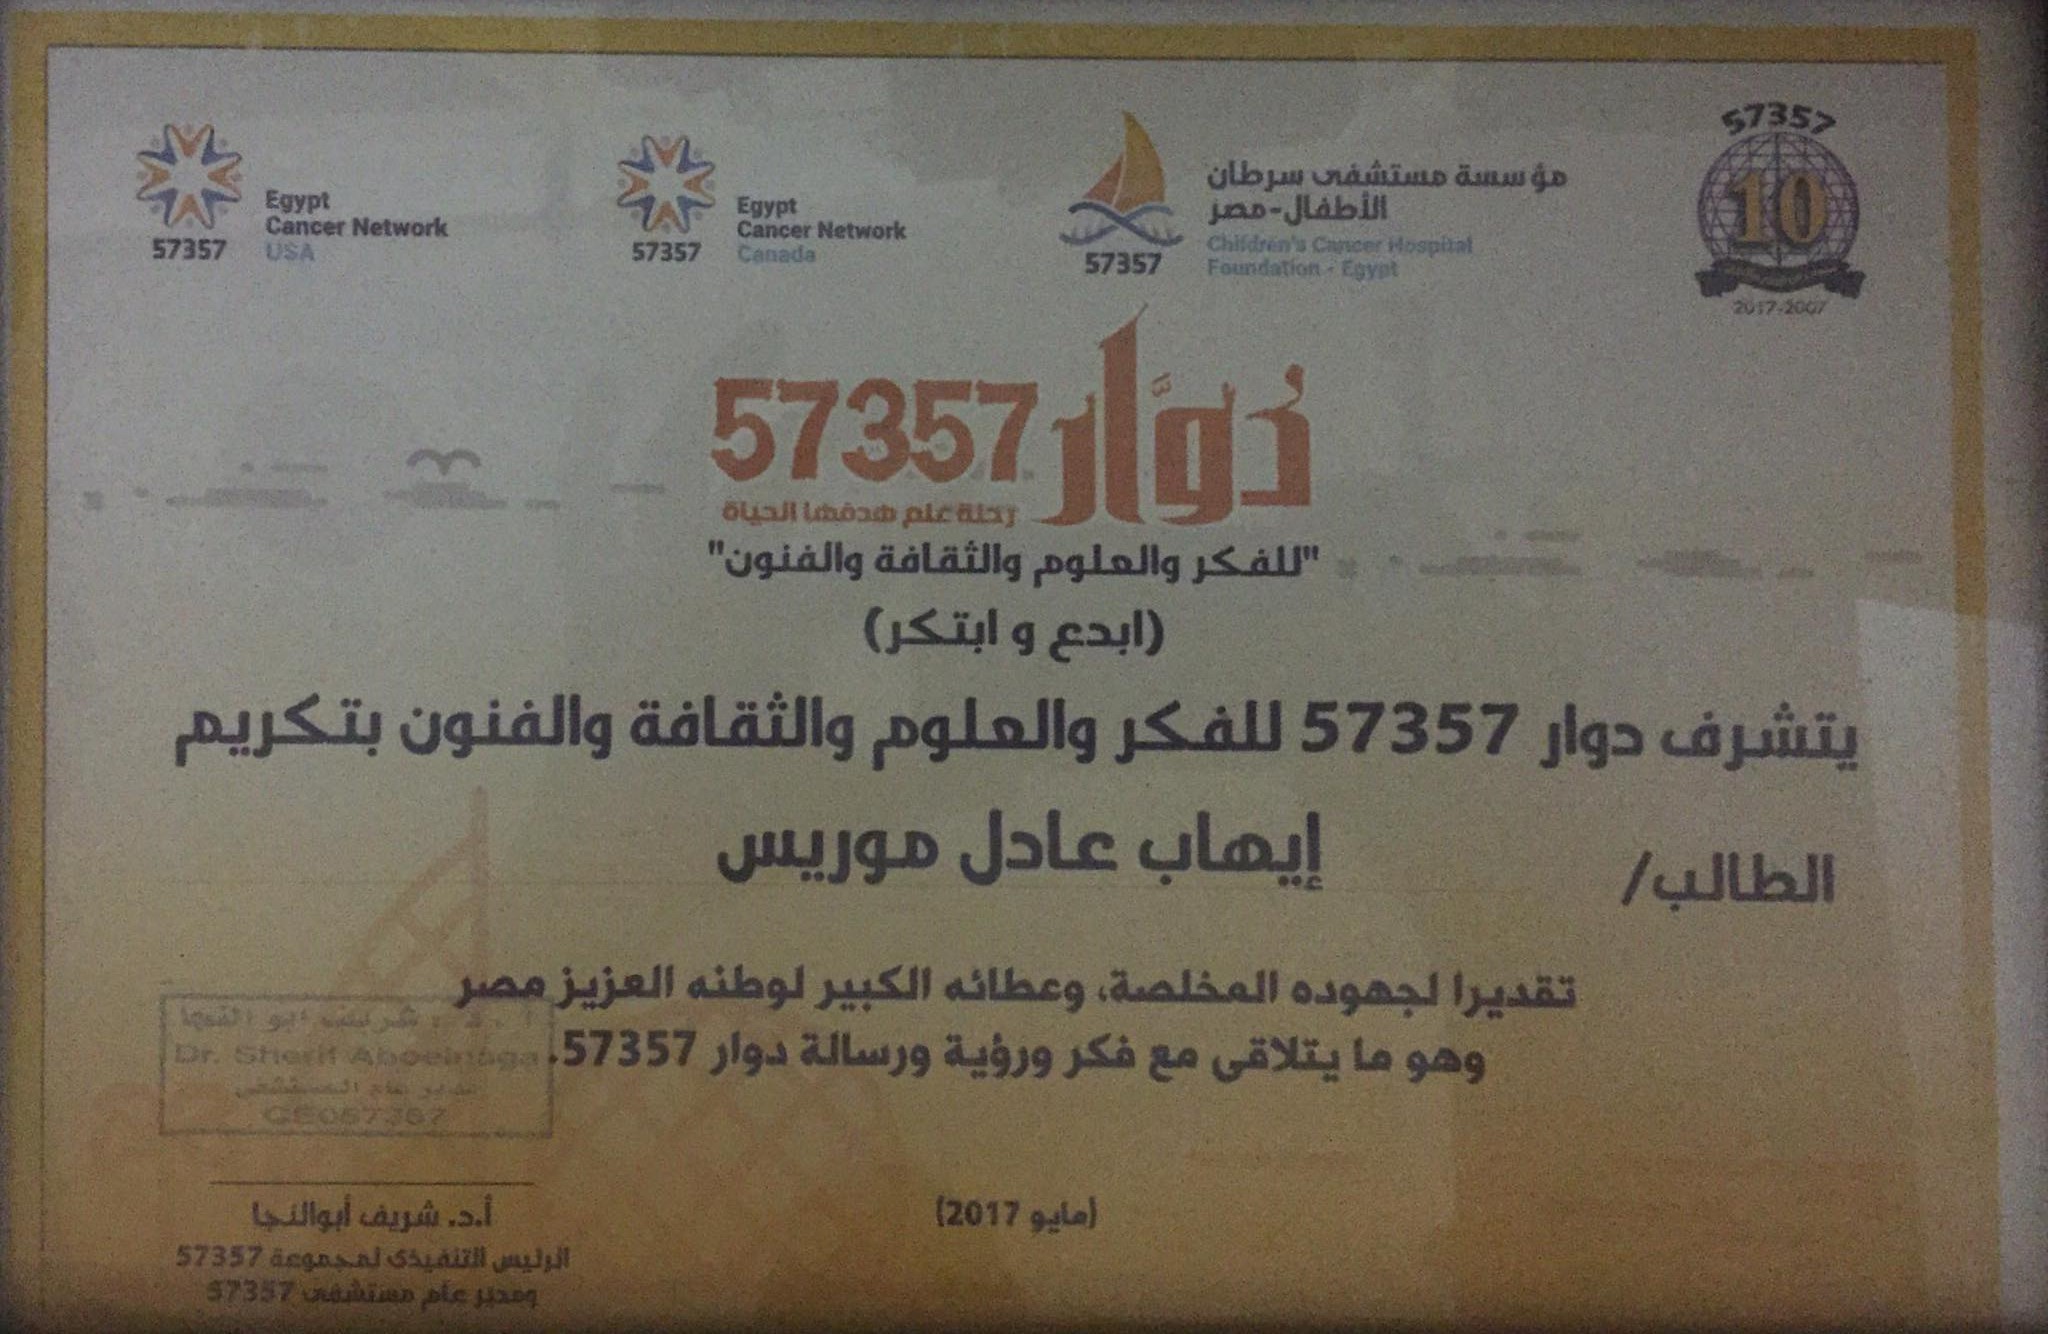 57357
Egypt
Cancer Network
USA
57357
Egypt
Cancer Network
Canada
57357
مؤسسة مستشفى سرطان
الأطفال-مصر
Children's Cancer Hospital
Foundation - Egypt
57357
10
2017-2007
دُوَّار 57357
رحلة علم هدفها الحياة
"للفكر والعلوم والثقافة والفنون"
(ابدع و ابتكر)
يتشرف دوار 57357 للفكر والعلوم والثقافة والفنون بتكريم
الطالب/ إيهاب عادل موريس
تقديرا لجهوده المخلصة، وعطائه الكبير لوطنه العزيز مصر
وهو ما يتلاقى مع فكر ورؤية ورسالة دوار 57357.
أ.د. شريف ابو النجا
Dr. Sherif Aboelnaga
مدير عام المستشفى
(مايو 2017)
أ.د. شريف أبوالنجا
الرئيس التنفيذى لمجموعة 57357
ومدير عام مستشفى 57357